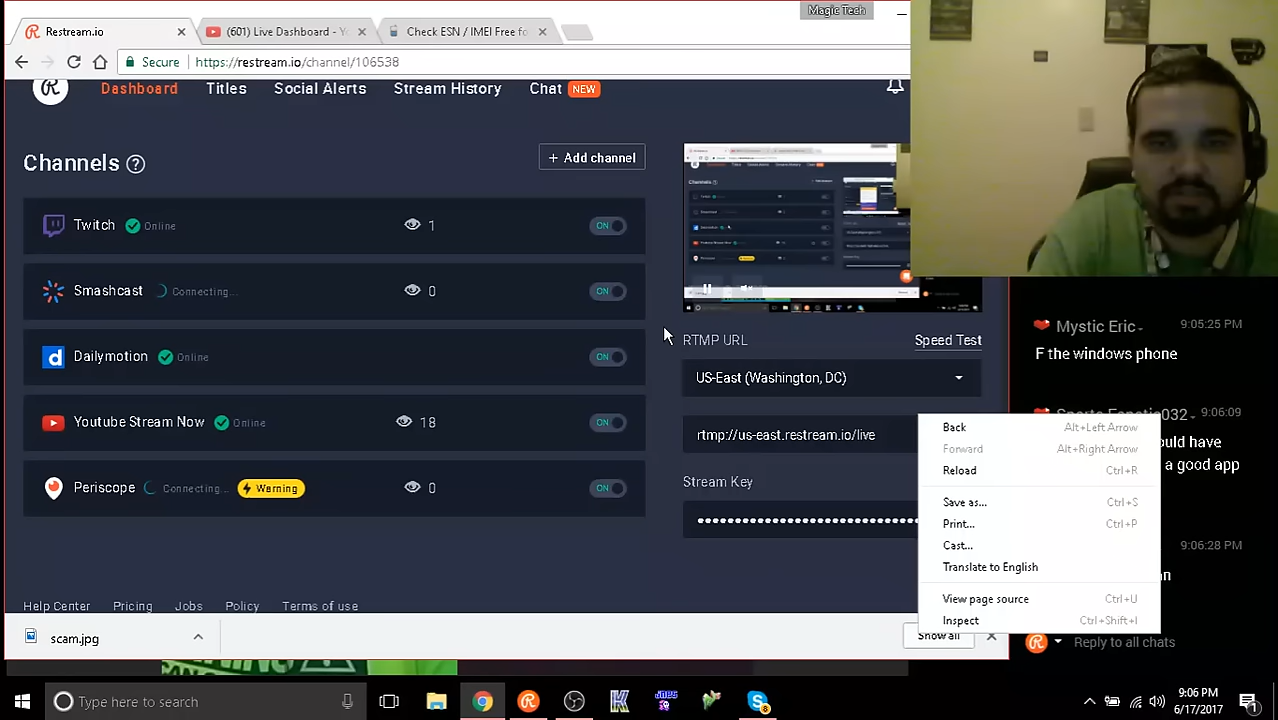 Magic Tech
Restream.io
(601) Live Dashboard - Y
Check ESN / IMEI Free fo
Secure
https://restream.io/channel/106538
Dashboard
Titles
Social Alerts
Stream History
Chat NEW
Channels ?
+ Add channel
Twitch Online 1 ON
Smashcast Connecting... 0 ON
Dailymotion Online ON
Youtube Stream Now Online 18 ON
Periscope Connecting... Warning 0 ON
RTMP URL
Speed Test
US-East (Washington, DC)
rtmp://us-east.restream.io/live
Stream Key
Mystic Eric 9:05:25 PM
F the windows phone
Sports Fanatic032 9:06:09
ould have
a good app
9:06:28 PM
Reply to all chats
Back Alt+Left Arrow
Forward Alt+Right Arrow
Reload Ctrl+R
Save as... Ctrl+S
Print... Ctrl+P
Cast...
Translate to English
View page source Ctrl+U
Inspect Ctrl+Shift+I
Help Center
Pricing
Jobs
Policy
Terms of use
scam.jpg
Show all
Type here to search
9:06 PM
6/17/2017